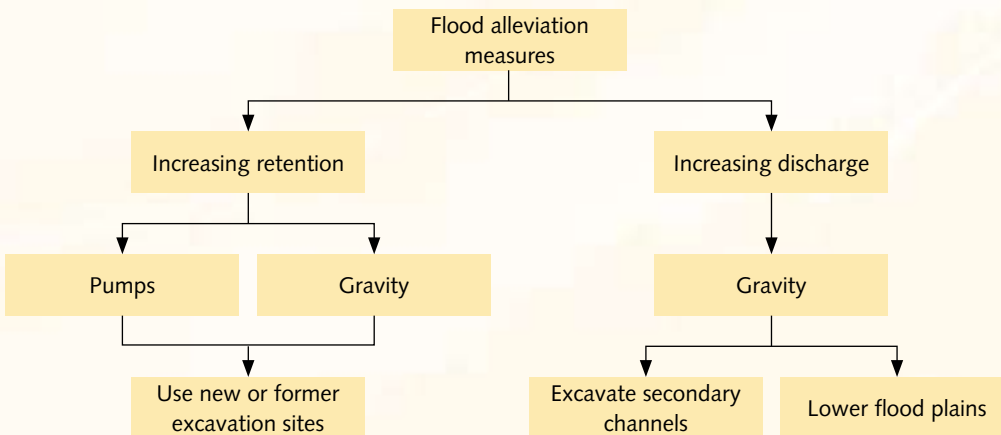 Flood alleviation
measures
Increasing retention
Increasing discharge
Pumps
Gravity
Gravity
Use new or former
excavation sites
Excavate secondary
channels
Lower flood plains